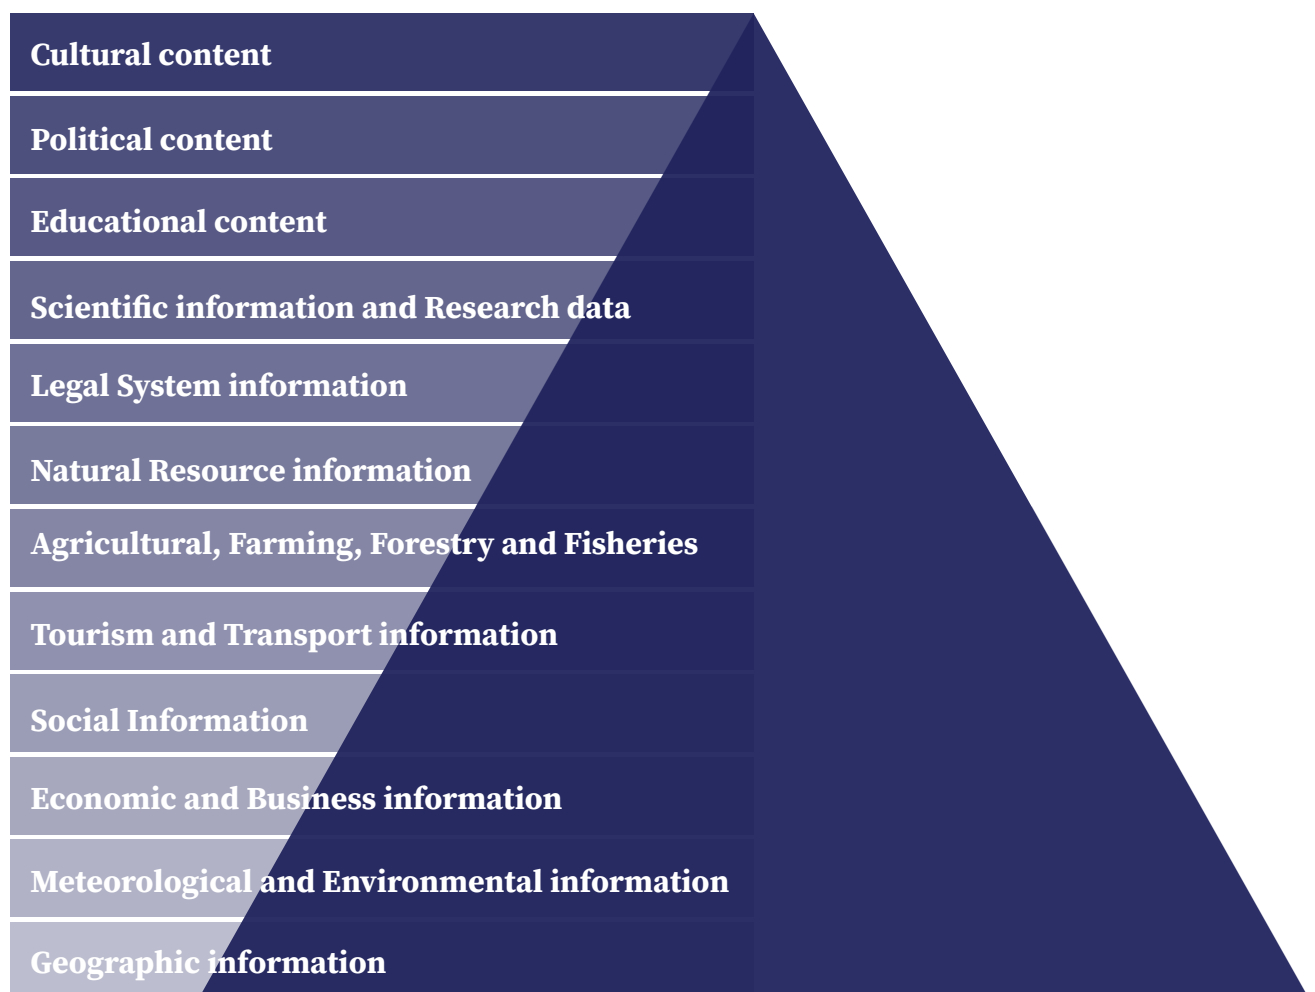 Cultural content
Political content
Educational content
Scientific information and Research data
Legal System information
Natural Resource information
Agricultural, Farming, Forestry and Fisheries
Tourism and Transport information
Social Information
Economic and Business information
Meteorological and Environmental information
Geographic information